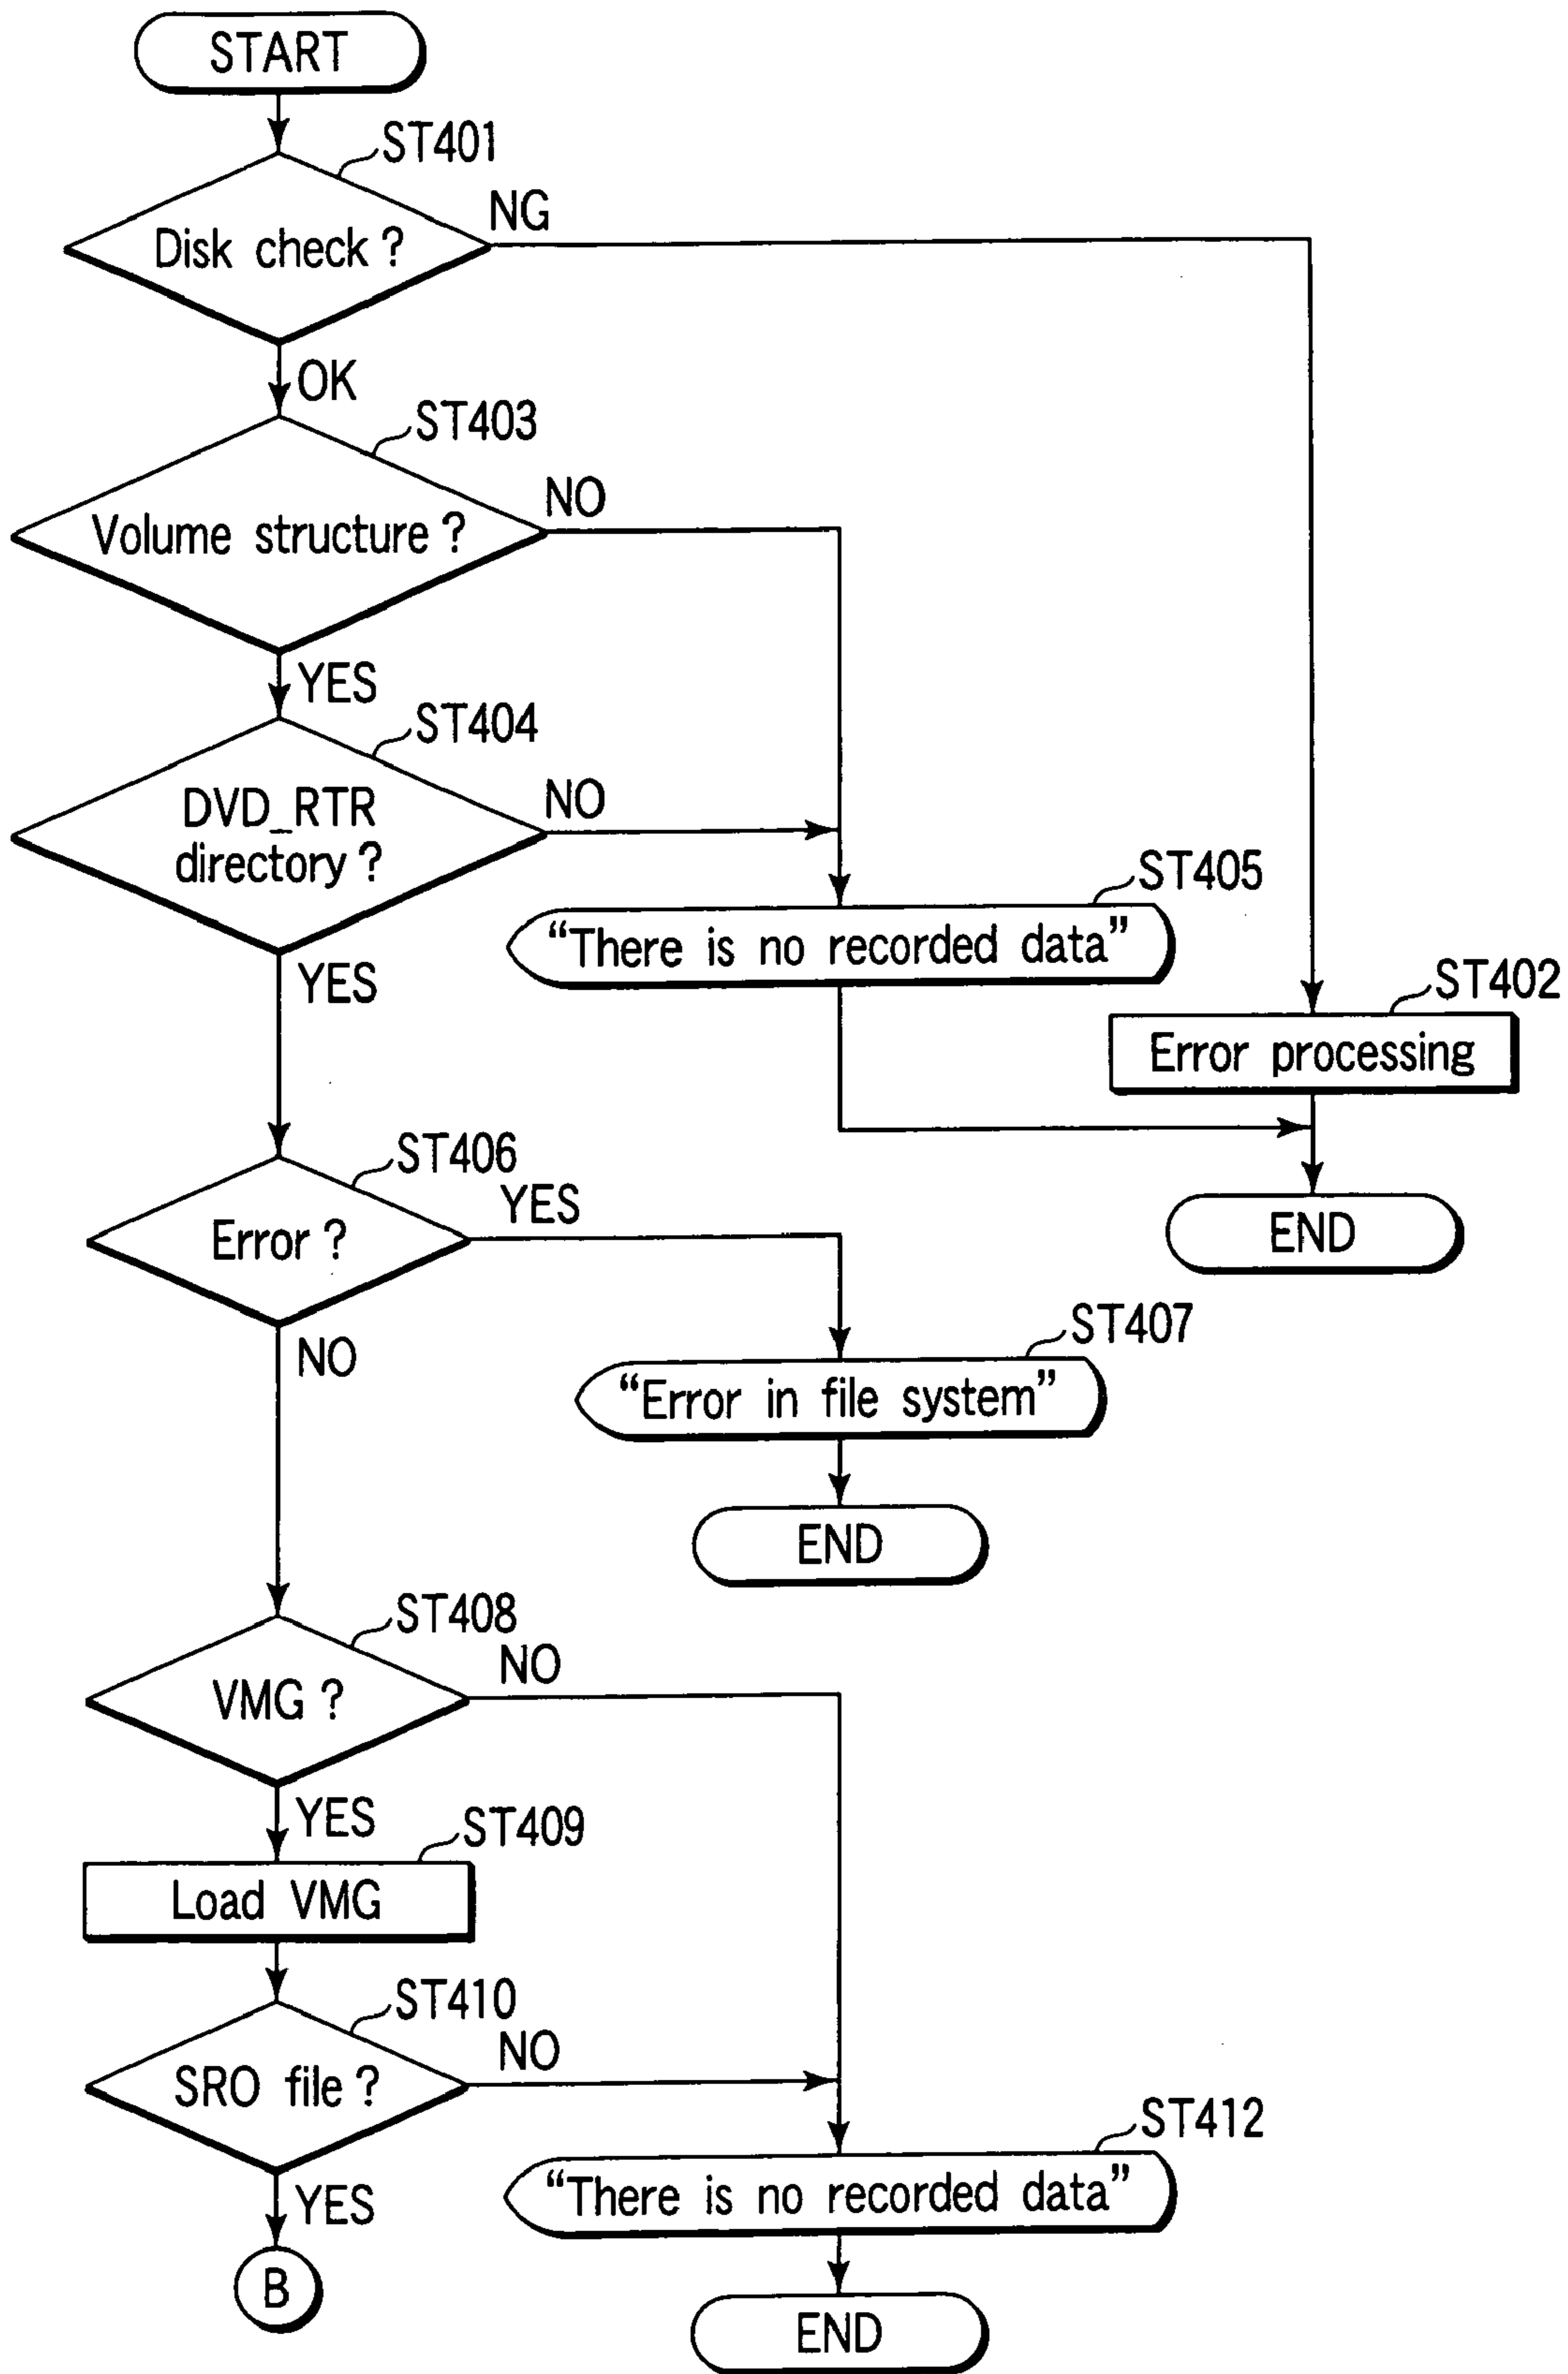 START
ST401
NG
Disk check ?
OK
ST403
NO
Volume structure ?
YES
ST404
NO
DVD_RTR
directory ?
YES
ST405
“There is no recorded data”
ST402
Error processing
END
ST406
YES
Error ?
NO
ST407
“Error in file system”
END
ST408
NO
VMG ?
YES
ST409
Load VMG
ST410
NO
SRO file ?
YES
ST412
“There is no recorded data”
B
END